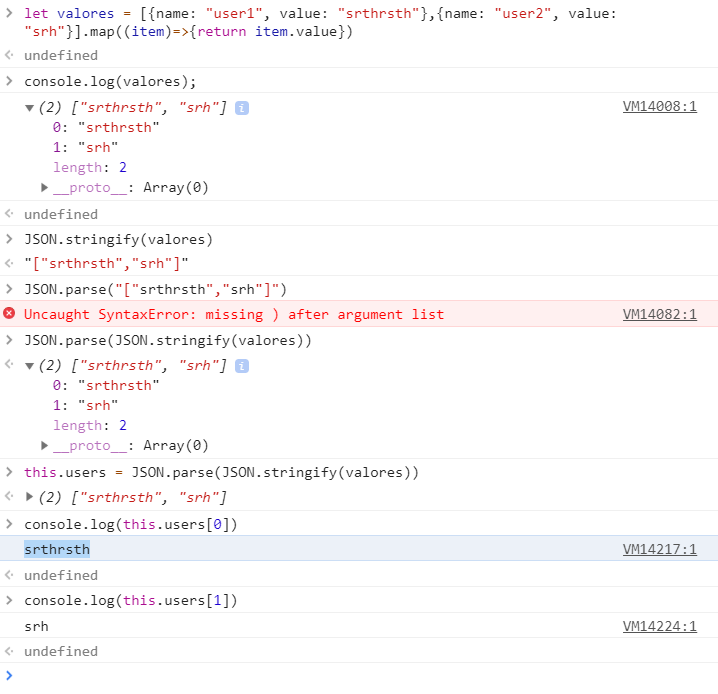 let valores = [{name: "user1", value: "srthrsth"},{name: "user2", value:
"srh"}].map((item)=>{return item.value})
undefined
console.log(valores);
(2) ["srthrsth", "srh"] i VM14008:1
0: "srthrsth"
1: "srh"
length: 2
__proto__: Array(0)
undefined
JSON.stringify(valores)
"["srthrsth","srh"]"
JSON.parse("["srthrsth","srh"]")
Uncaught SyntaxError: missing ) after argument list VM14082:1
JSON.parse(JSON.stringify(valores))
(2) ["srthrsth", "srh"] i
0: "srthrsth"
1: "srh"
length: 2
__proto__: Array(0)
this.users = JSON.parse(JSON.stringify(valores))
(2) ["srthrsth", "srh"]
console.log(this.users[0])
srthrsth VM14217:1
undefined
console.log(this.users[1])
srh VM14224:1
undefined